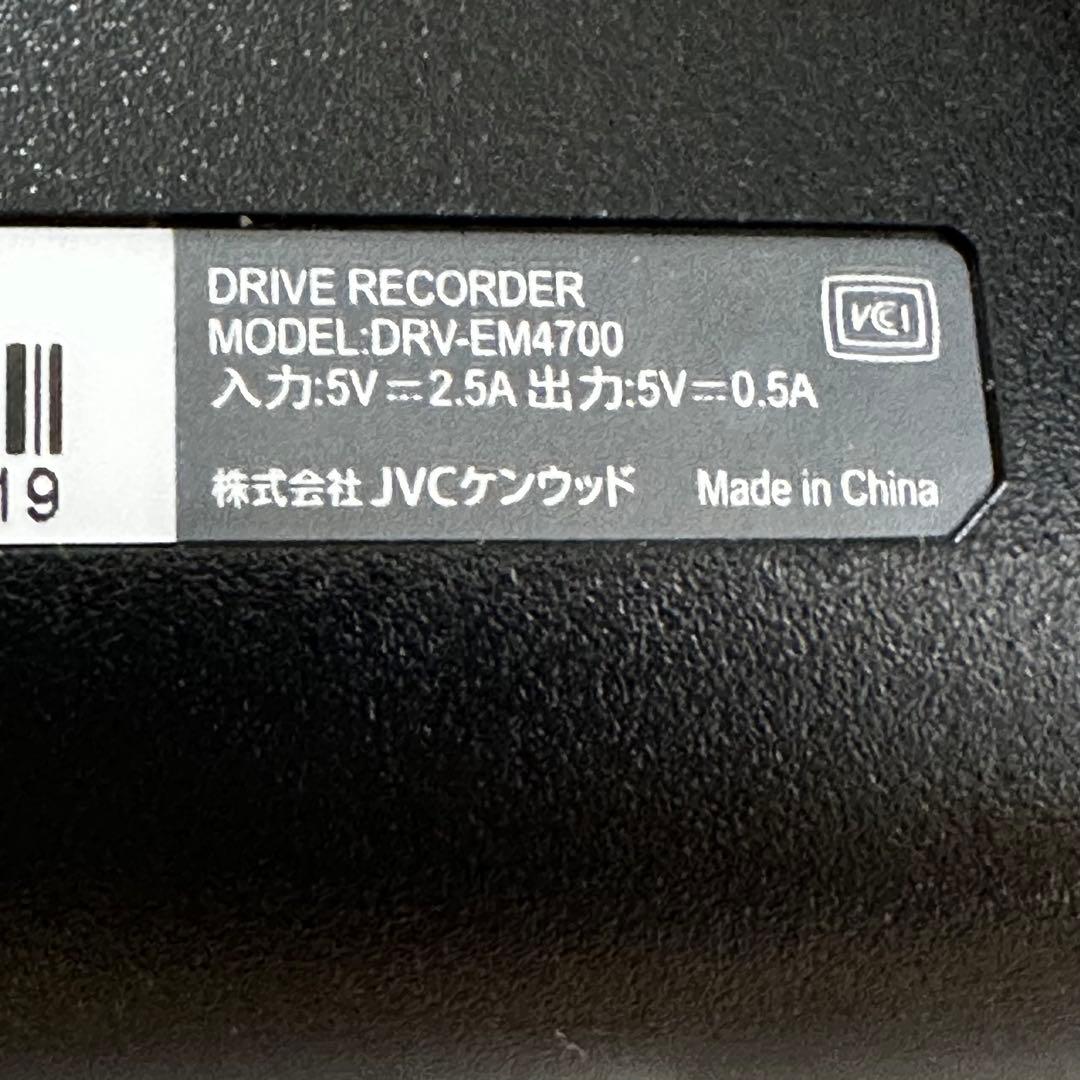 DRIVE RECORDER
MODEL:DRV-EM4700
VCCI
入力:5V⎓2.5A 出力:5V⎓0.5A
株式会社 JVCケンウッド Made in China
19